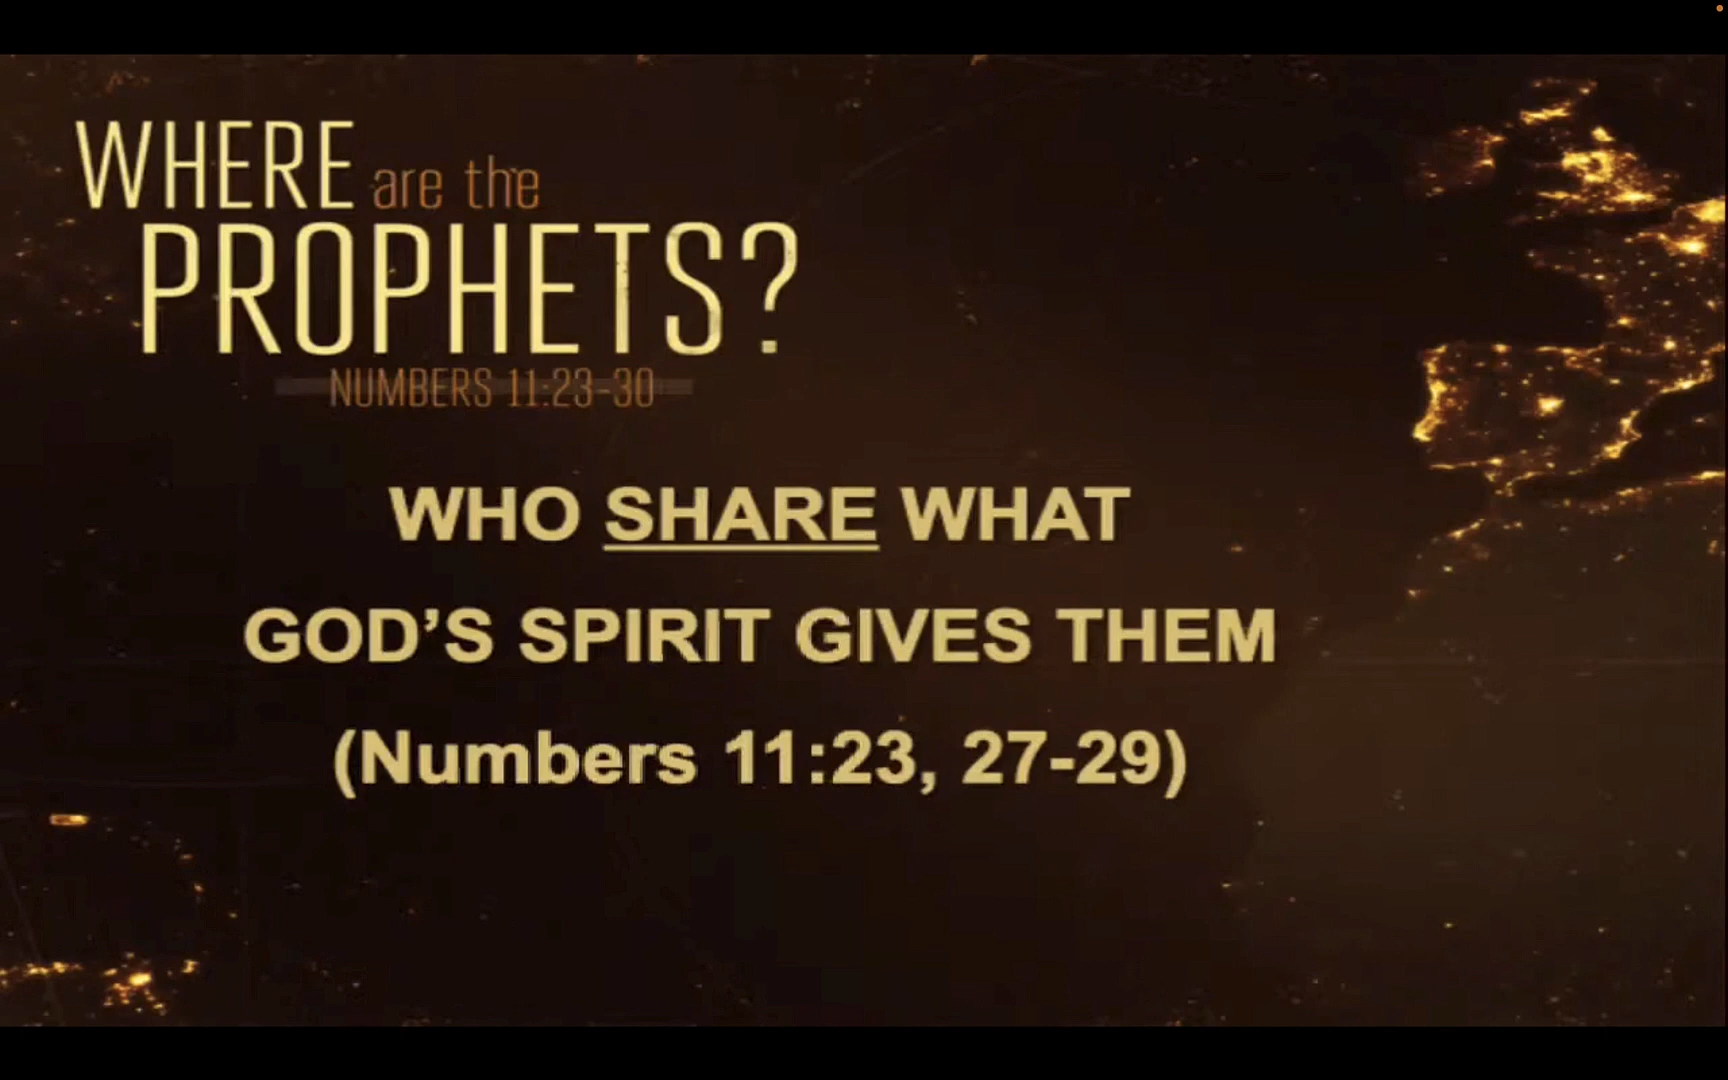 WHERE are the
PROPHETS?
NUMBERS 11:23-30
WHO SHARE WHAT
GOD’S SPIRIT GIVES THEM
(Numbers 11:23, 27-29)